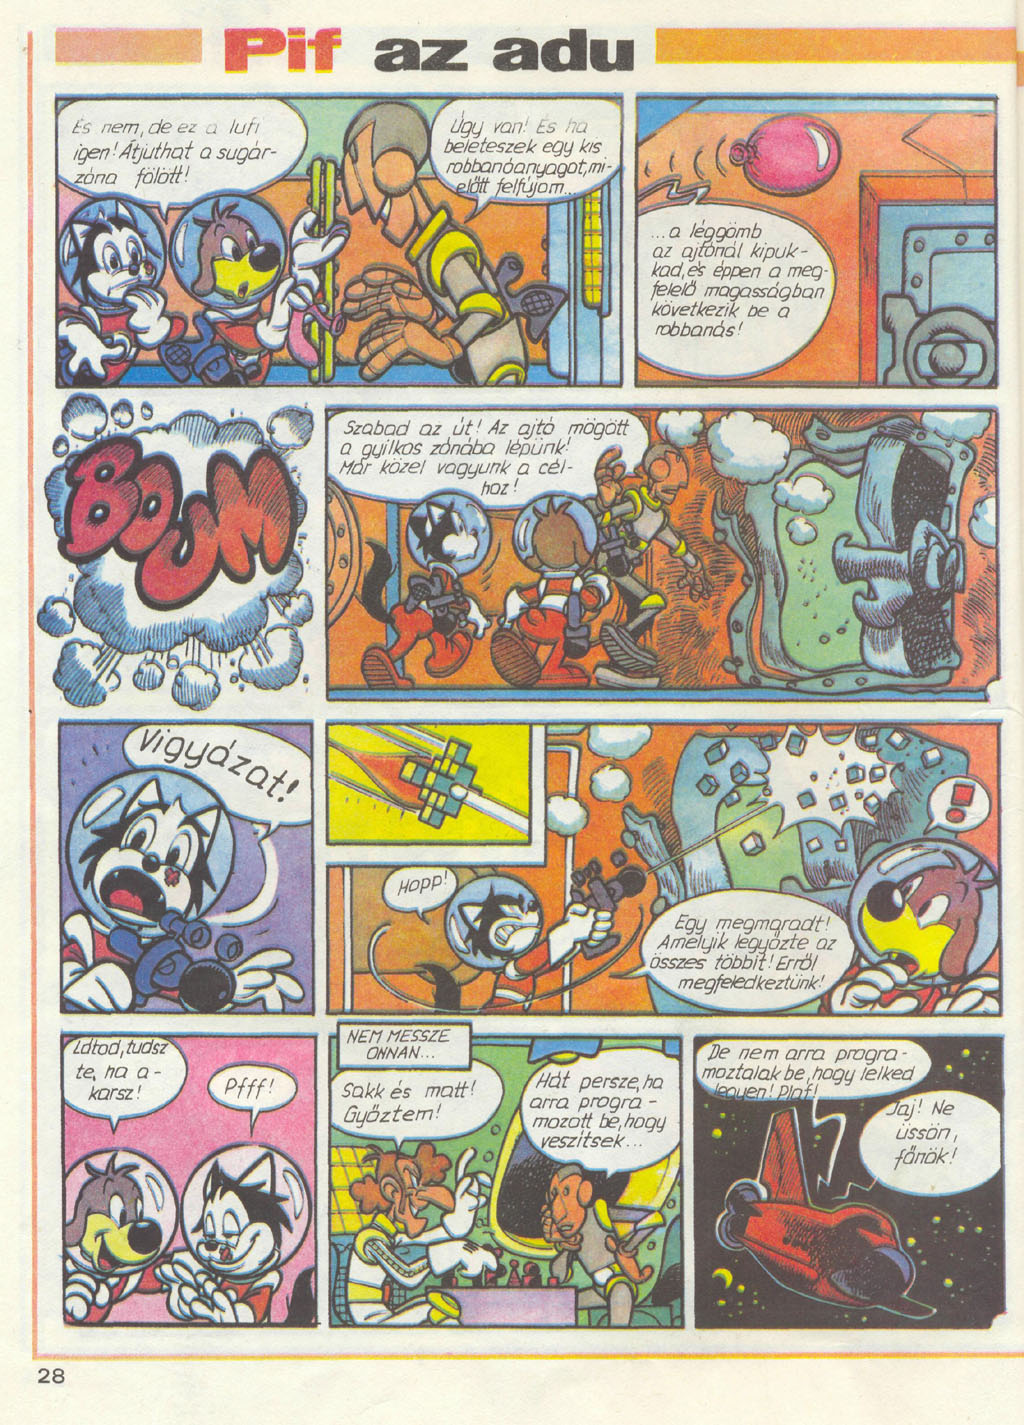 Pif az adu
És nem, de ez a lufi
igen! Átjuthat a sugár-
zóna fölött!
Úgy van! És ha
beleteszek egy kis
robbanóanyagot, mi-
előtt felfújom...
...a léggömb
az ajtónál kipuk-
kad, és éppen a meg-
felelő magasságban
következik be a
robbanás!
BOUM
Szabad az út! Az ajtó mögött
a gyilkos zónába lépünk!
Már közel vagyunk a cél-
hoz!
Vigyázat!
Hopp!
!
Egy megmaradt!
Amelyik legyőzte az
összes többit! Erről
megfeledkeztünk!
Látod, tudsz
te, ha a-
karsz!
Pfff!
NEM MESSZE
ONNAN...
Sakk és matt!
Győztem!
Hát persze, ha
arra progra-
mozott be, hogy
veszítsek...
De nem arra progra-
moztalak be, hogy lelked
legyen! Plaf!
Jaj! Ne
üssön,
főnök!
28